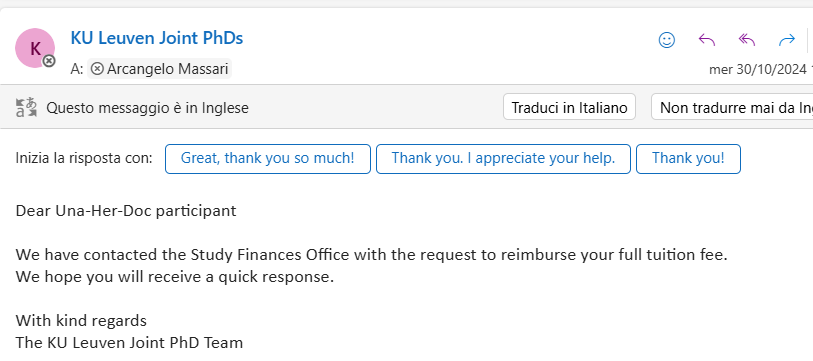 KU Leuven Joint PhDs
K
A: Arcangelo Massari
mer 30/10/2024
Questo messaggio è in Inglese
Traduci in Italiano
Non tradurre mai da
Inizia la risposta con:
Great, thank you so much!
Thank you. I appreciate your help.
Thank you!
Dear Una-Her-Doc participant
We have contacted the Study Finances Office with the request to reimburse your full tuition fee.
We hope you will receive a quick response.
With kind regards
The KU Leuven Joint PhD Team